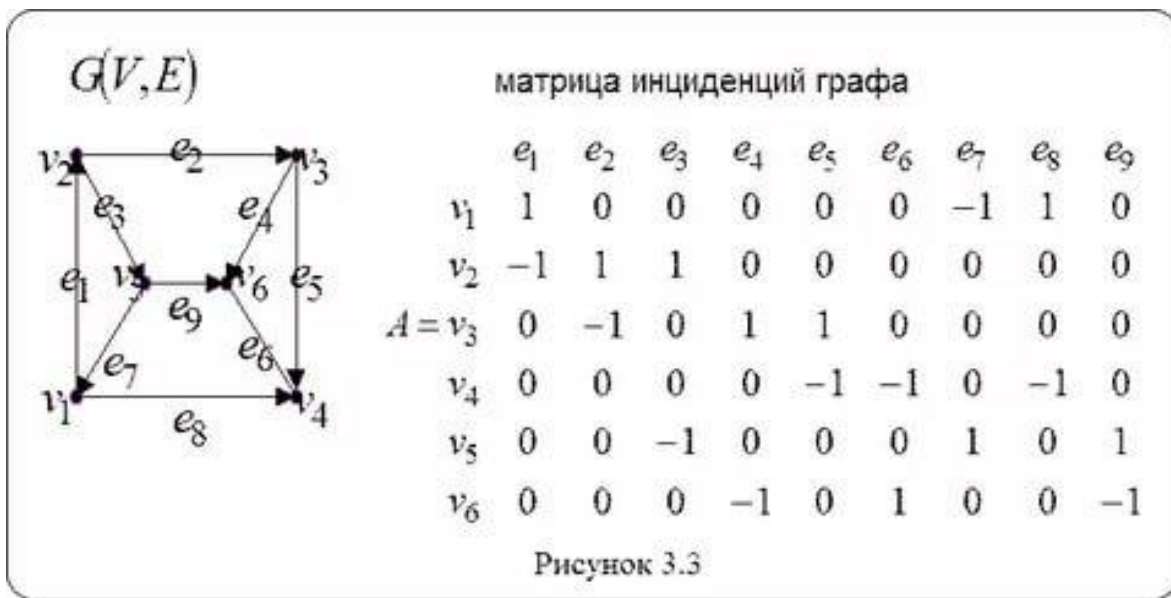 G(V,E)
матрица инциденций графа
v2 e2 v3
e3 e4
e1 v5 e9 v6 e5
e7 e6
v1 e8 v4
e1 e2 e3 e4 e5 e6 e7 e8 e9
v1 1 0 0 0 0 0 −1 1 0
v2 −1 1 1 0 0 0 0 0 0
A = v3 0 −1 0 1 1 0 0 0 0
v4 0 0 0 0 −1 −1 0 −1 0
v5 0 0 −1 0 0 0 1 0 1
v6 0 0 0 −1 0 1 0 0 −1
Рисунок 3.3